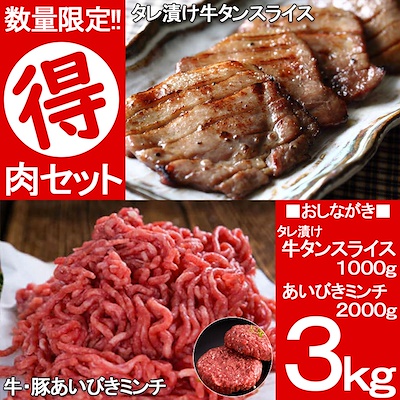 数量限定!!
得
肉セット
タレ漬け牛タンスライス
■おしながき■
タレ漬け
牛タンスライス
1000g
あいびきミンチ
2000g
3kg
牛・豚あいびきミンチ